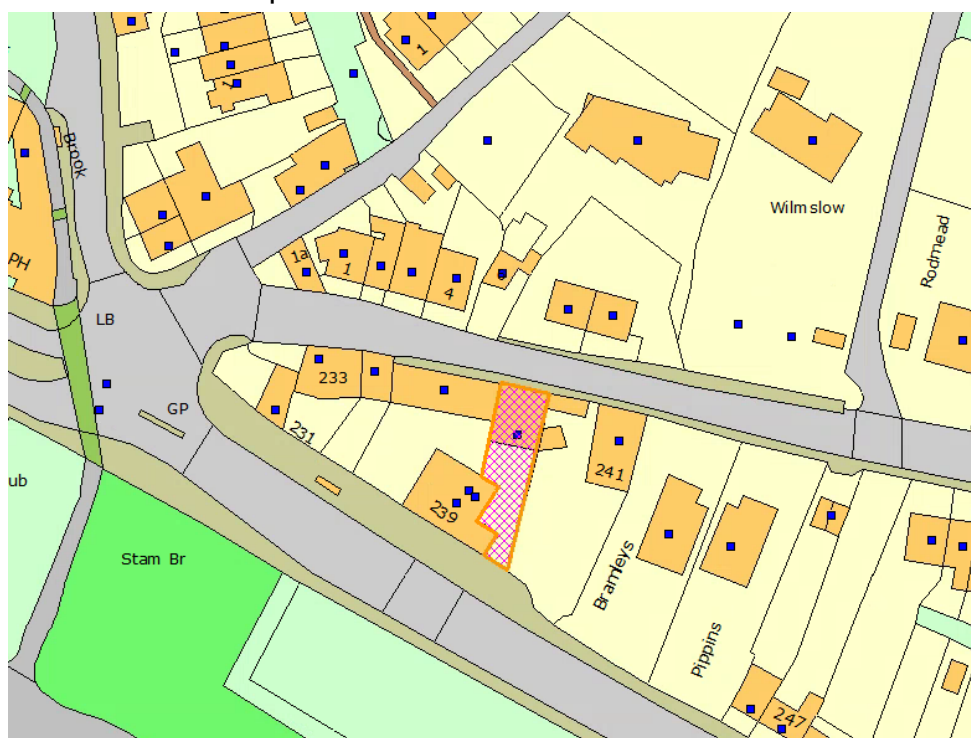 1
1
Brook
Wilmslow
PH
1a
1
4
Rodmead
LB
233
GP
231
241
ub
239
Stam Br
Bramleys
Pippins
247